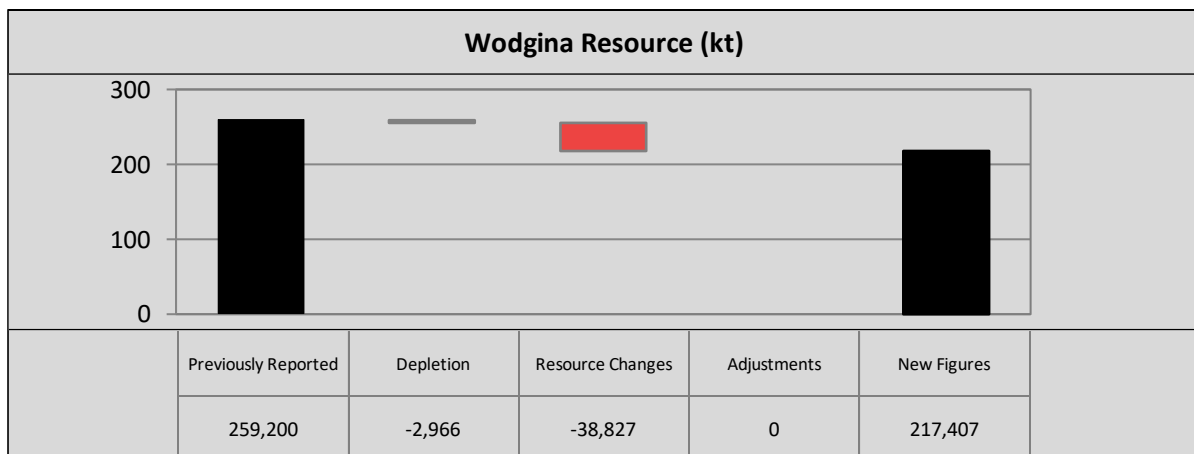 Wodgina Resource (kt)
300
200
100
0
Previously Reported Depletion Resource Changes Adjustments New Figures
259,200 -2,966 -38,827 0 217,407